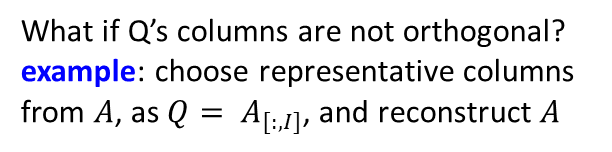 What if Q’s columns are not orthogonal?
example: choose representative columns
from A, as Q = A[:,I], and reconstruct A